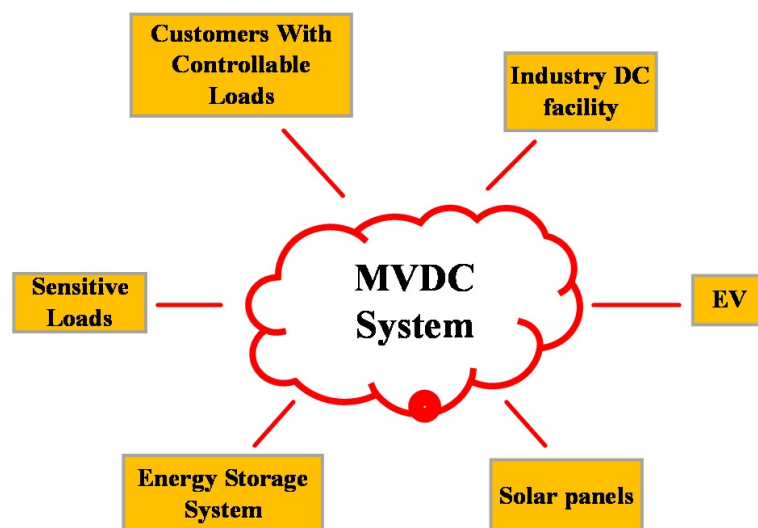 Customers With
Controllable
Loads
Industry DC
facility
MVDC
System
Sensitive
Loads
EV
Energy Storage
System
Solar panels